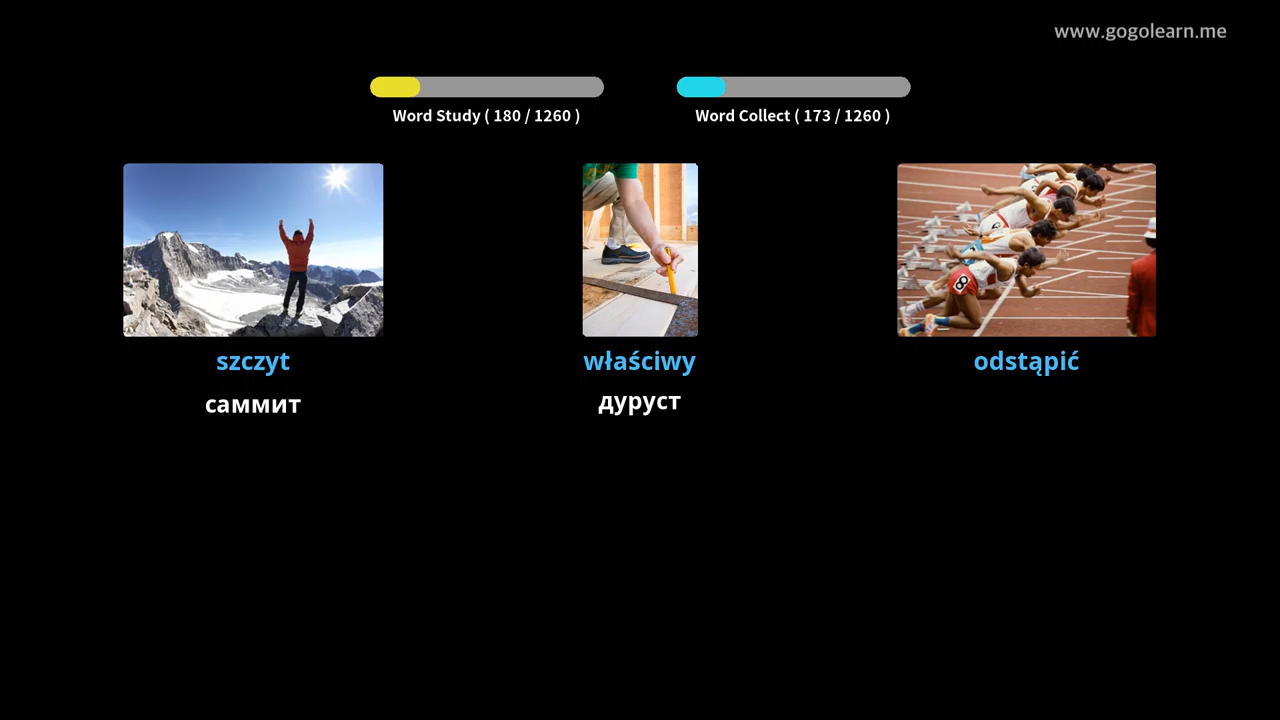 www.gogolearn.me
Word Study ( 180 / 1260 )
Word Collect ( 173 / 1260 )
szczyt
właściwy
odstąpić
саммит
дуруст